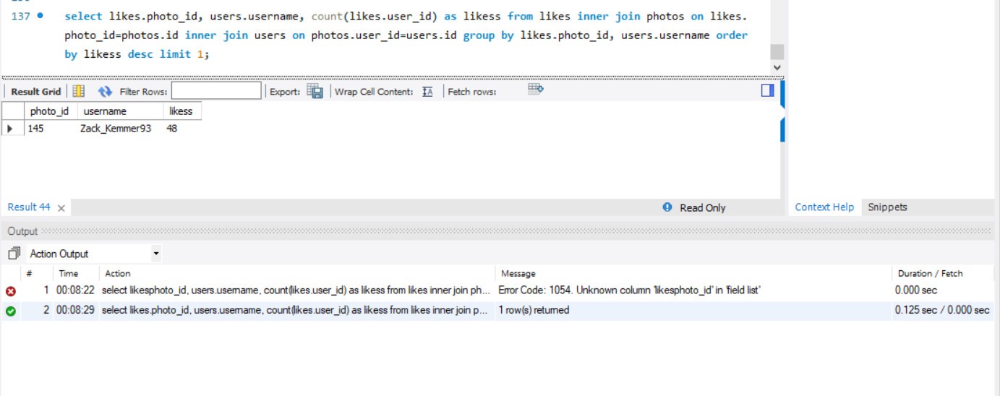 137 select likes.photo_id, users.username, count(likes.user_id) as likess from likes inner join photos on likes.
photo_id=photos.id inner join users on photos.user_id=users.id group by likes.photo_id, users.username order
by likess desc limit 1;
Result Grid Filter Rows: Export: Wrap Cell Content: Fetch rows:
photo_id username likess
145 Zack_Kemmer93 48
Result 44 Read Only Context Help Snippets
Output
Action Output
# Time Action Message Duration / Fetch
1 00:08:22 select likesphoto_id, users.username, count(likes.user_id) as likess from likes inner join ph... Error Code: 1054. Unknown column 'likesphoto_id' in 'field list' 0.000 sec
2 00:08:29 select likes.photo_id, users.username, count(likes.user_id) as likess from likes inner join p... 1 row(s) returned 0.125 sec / 0.000 sec